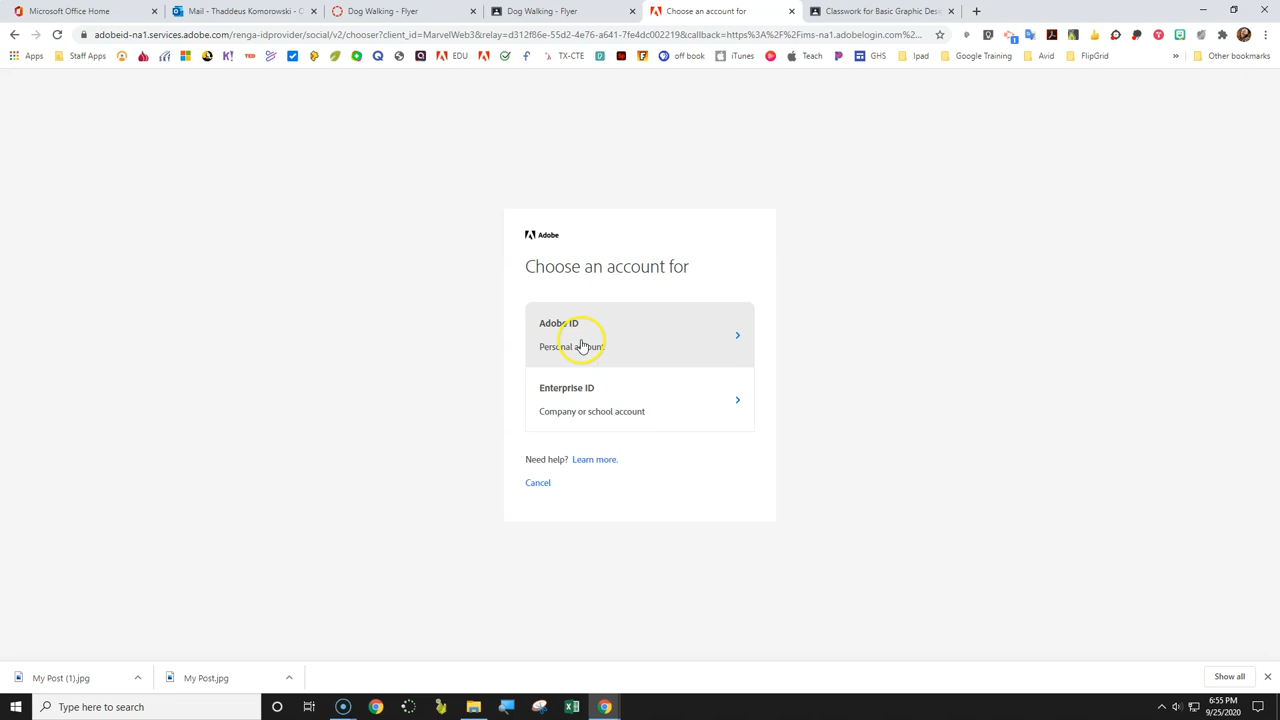 Microsoft Office Home
Mail - Thaddeus Komorowski - O
Dog Walking - Flyer
Dog Walking - Flyer
Choose an account for
Classwork for Basic Graphic Desi
adobeid-na1.services.adobe.com/renga-idprovider/social/v2/chooser?client_id=MarvelWeb3&relay=d312f86e-55d2-4e76-a641-7fe4dc002219&callback=https%3A%2F%2Fims-na1.adobelogin.com%2...
Apps
Staff Apps
EDU
TX-CTE
off book
iTunes
Teach
GHS
Ipad
Google Training
Avid
FlipGrid
»
Other bookmarks
Adobe
Choose an account for
Adobe ID
Personal account
Enterprise ID
Company or school account
Need help? Learn more.
Cancel
My Post (1).jpg
My Post.jpg
Show all
Type here to search
6:55 PM
9/25/2020